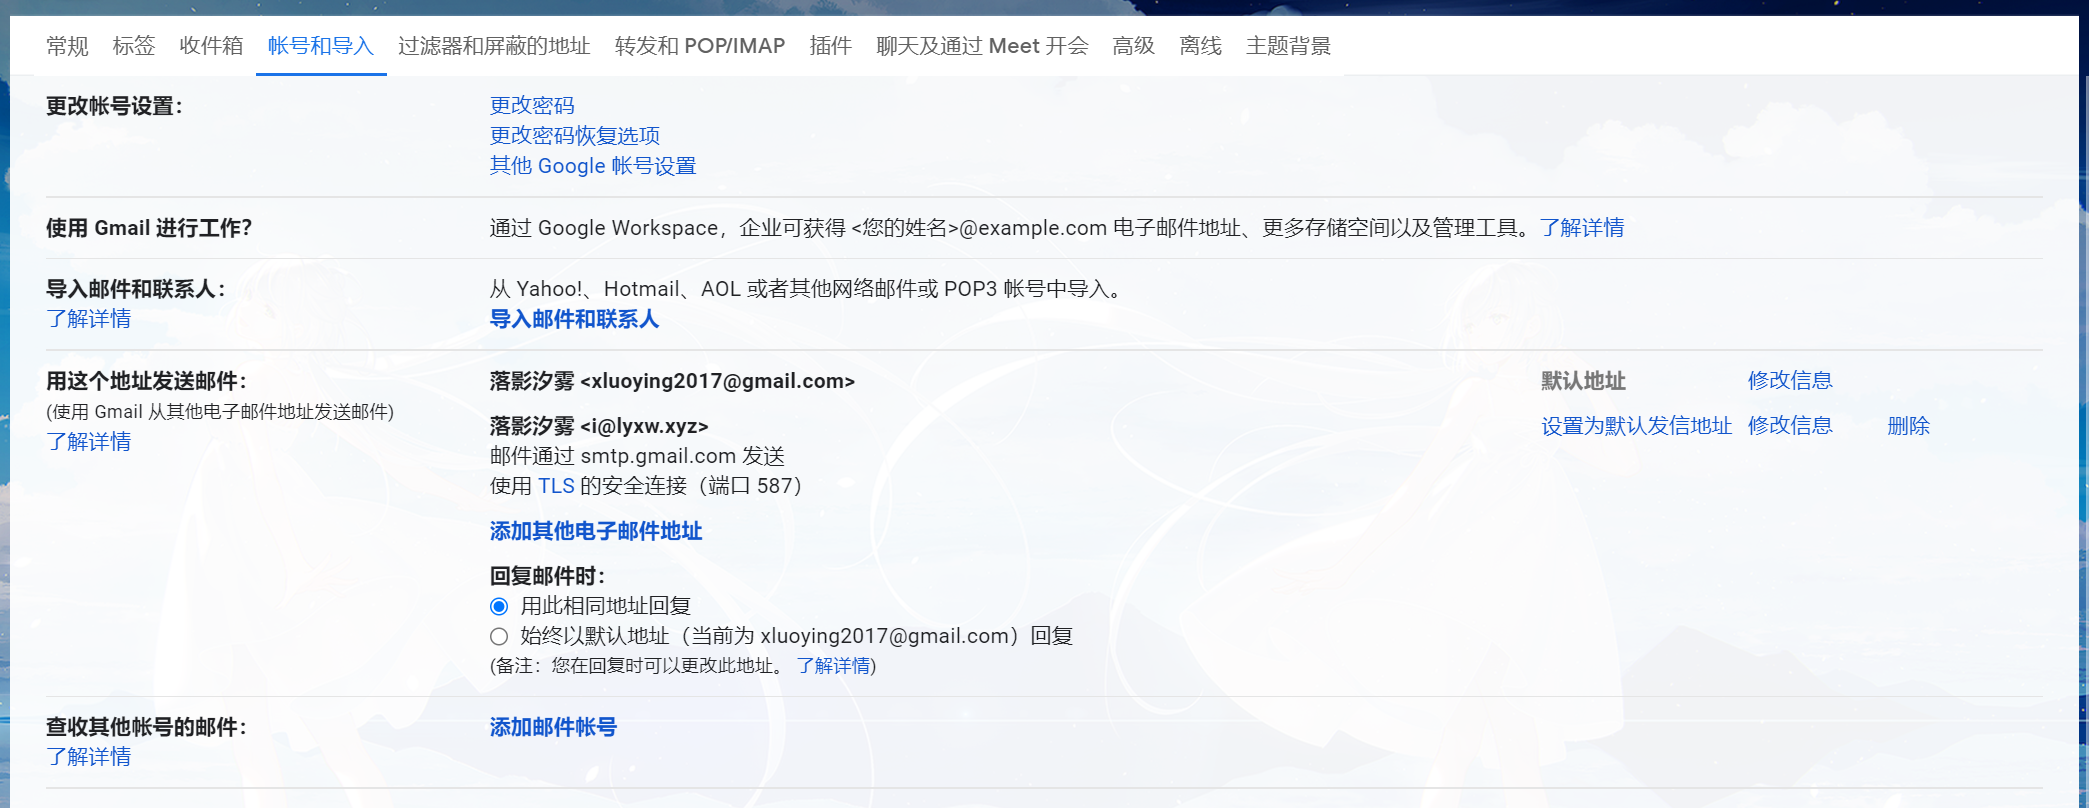 常规 标签 收件箱 帐号和导入 过滤器和屏蔽的地址 转发和 POP/IMAP 插件 聊天及通过 Meet 开会 高级 离线 主题背景
更改帐号设置： 更改密码
更改密码恢复选项
其他 Google 帐号设置
使用 Gmail 进行工作？ 通过 Google Workspace，企业可获得 <您的姓名>@example.com 电子邮件地址、更多存储空间以及管理工具。 了解详情
导入邮件和联系人： 从 Yahoo!、Hotmail、AOL 或者其他网络邮件或 POP3 帐号中导入。
了解详情 导入邮件和联系人
用这个地址发送邮件： 落影汐雾 <xluoying2017@gmail.com> 默认地址 修改信息
(使用 Gmail 从其他电子邮件地址发送邮件)
了解详情
落影汐雾 <i@lyxw.xyz> 设置为默认发信地址 修改信息 删除
邮件通过 smtp.gmail.com 发送
使用 TLS 的安全连接（端口 587）
添加其他电子邮件地址
回复邮件时：
用此相同地址回复
始终以默认地址（当前为 xluoying2017@gmail.com）回复
(备注：您在回复时可以更改此地址。 了解详情)
查收其他帐号的邮件： 添加邮件帐号
了解详情